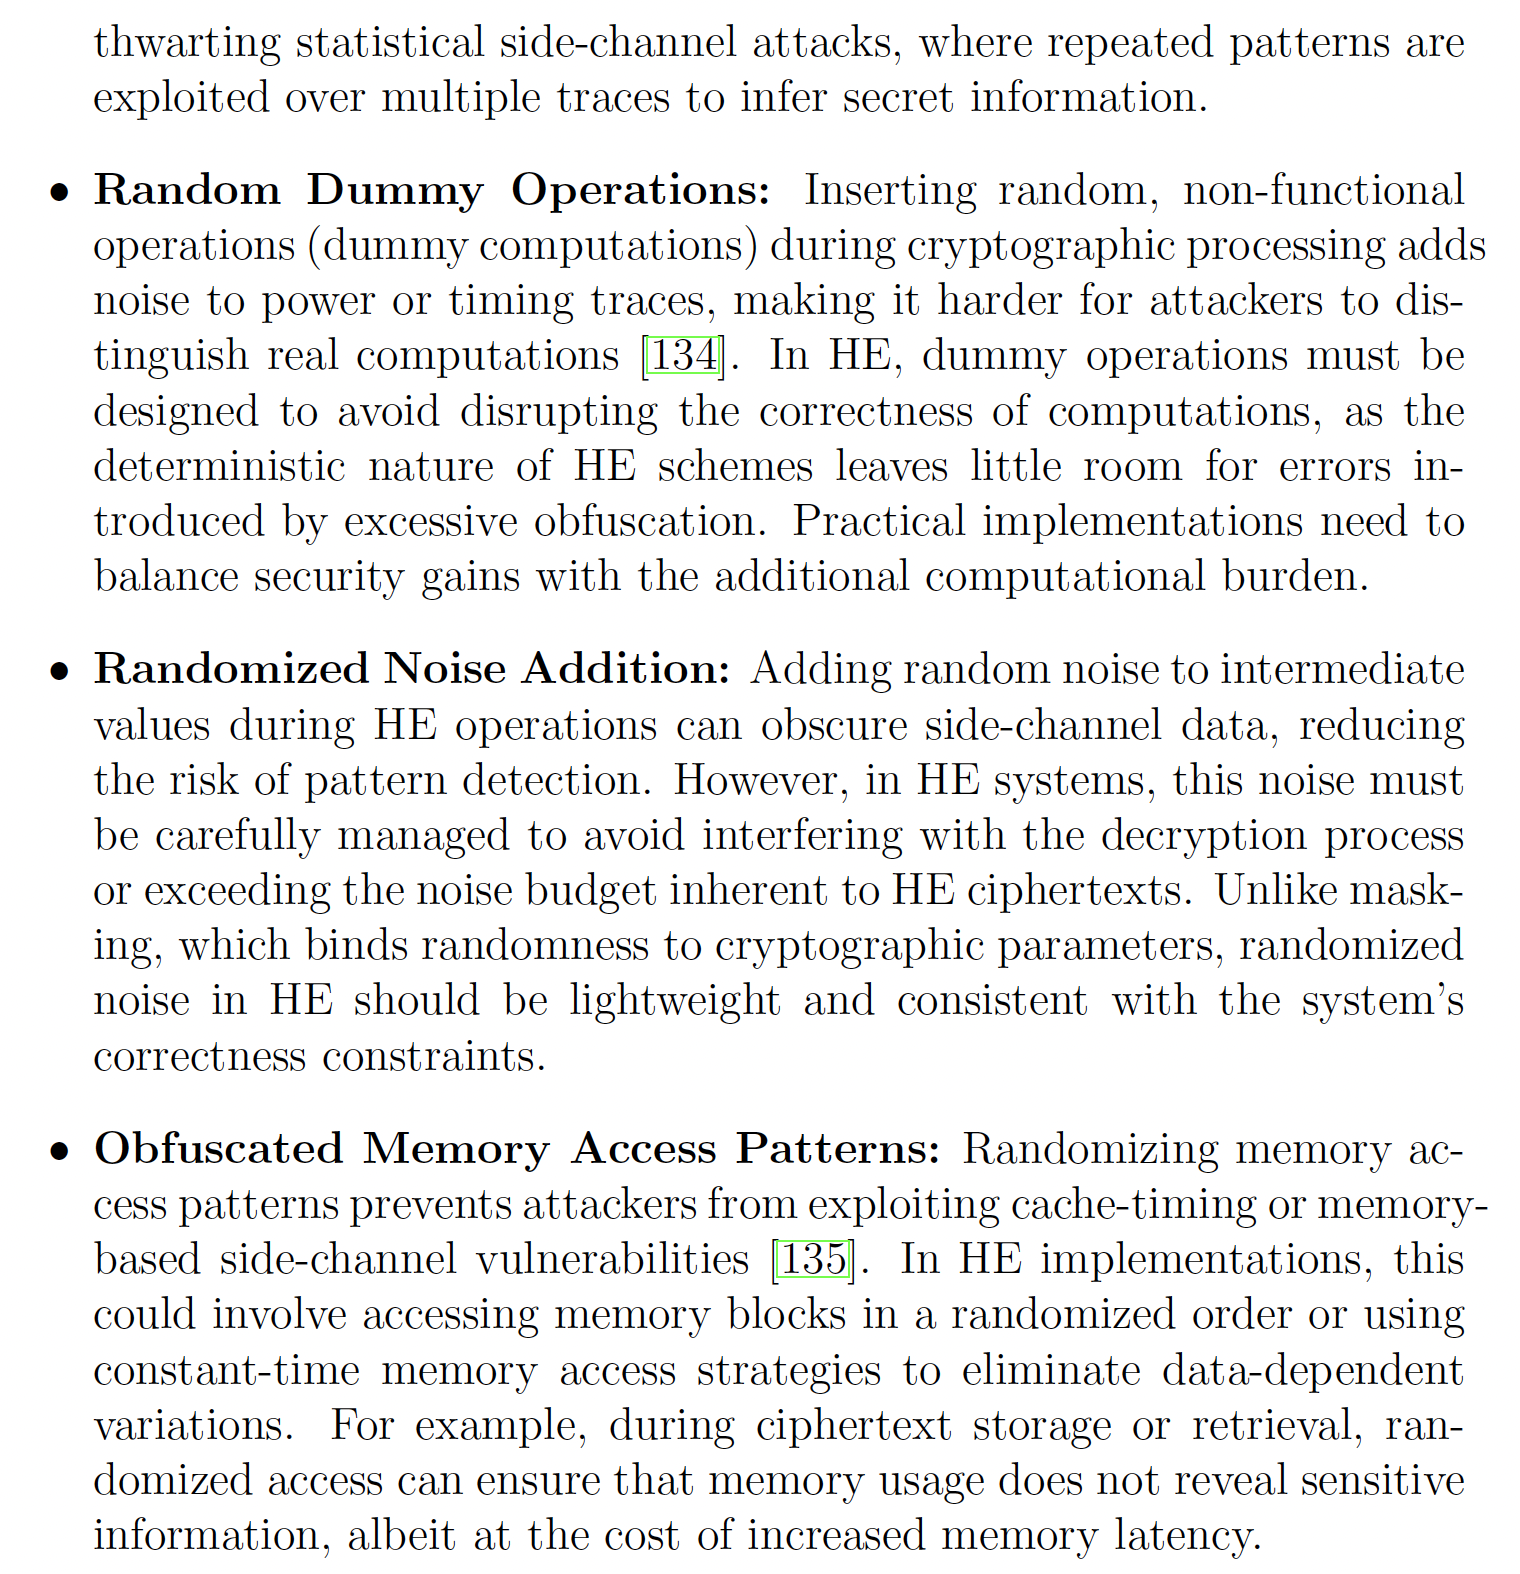 thwarting statistical side-channel attacks, where repeated patterns are
exploited over multiple traces to infer secret information.
• Random Dummy Operations: Inserting random, non-functional
operations (dummy computations) during cryptographic processing adds
noise to power or timing traces, making it harder for attackers to dis-
tinguish real computations [134]. In HE, dummy operations must be
designed to avoid disrupting the correctness of computations, as the
deterministic nature of HE schemes leaves little room for errors in-
troduced by excessive obfuscation. Practical implementations need to
balance security gains with the additional computational burden.
• Randomized Noise Addition: Adding random noise to intermediate
values during HE operations can obscure side-channel data, reducing
the risk of pattern detection. However, in HE systems, this noise must
be carefully managed to avoid interfering with the decryption process
or exceeding the noise budget inherent to HE ciphertexts. Unlike mask-
ing, which binds randomness to cryptographic parameters, randomized
noise in HE should be lightweight and consistent with the system’s
correctness constraints.
• Obfuscated Memory Access Patterns: Randomizing memory ac-
cess patterns prevents attackers from exploiting cache-timing or memory-
based side-channel vulnerabilities [135]. In HE implementations, this
could involve accessing memory blocks in a randomized order or using
constant-time memory access strategies to eliminate data-dependent
variations. For example, during ciphertext storage or retrieval, ran-
domized access can ensure that memory usage does not reveal sensitive
information, albeit at the cost of increased memory latency.